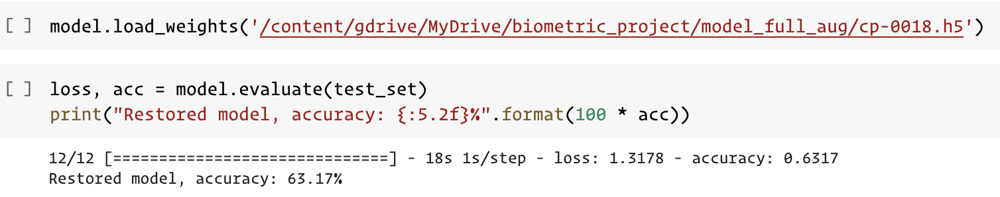 [ ] model.load_weights('/content/gdrive/MyDrive/biometric_project/model_full_aug/cp-0018.h5')
[ ] loss, acc = model.evaluate(test_set)
print("Restored model, accuracy: {:5.2f}%".format(100 * acc))
12/12 [==============================] - 18s 1s/step - loss: 1.3178 - accuracy: 0.6317
Restored model, accuracy: 63.17%